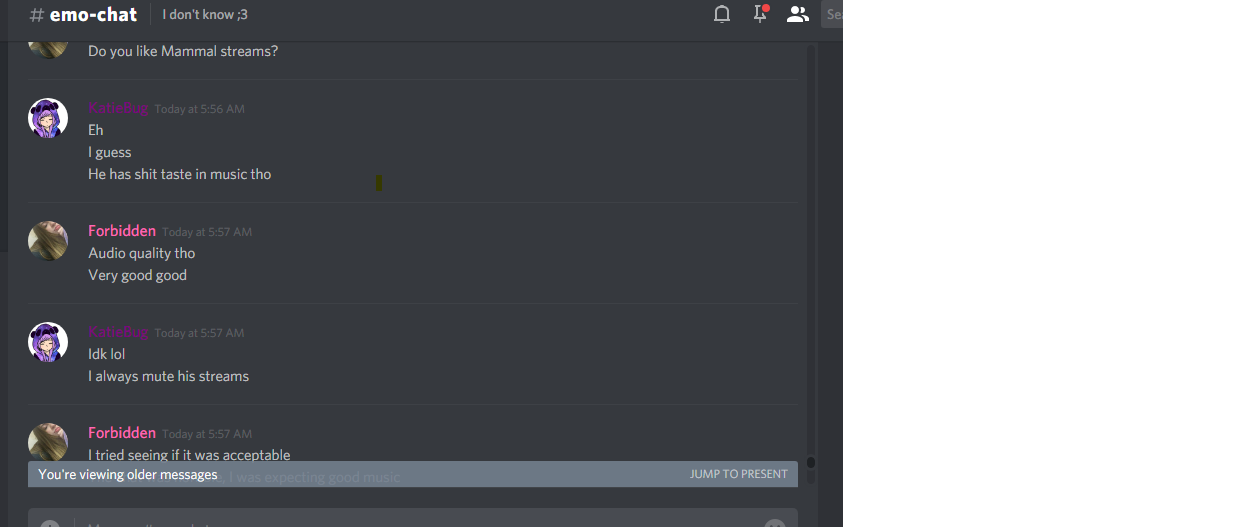 # emo-chat | I don't know ;3
Sea
Do you like Mammal streams?
KatieBug Today at 5:56 AM
Eh
I guess
He has shit taste in music tho
Forbidden Today at 5:57 AM
Audio quality tho
Very good good
KatieBug Today at 5:57 AM
Idk lol
I always mute his streams
Forbidden Today at 5:57 AM
I tried seeing if it was acceptable
You're viewing older messages JUMP TO PRESENT
I was expecting good music